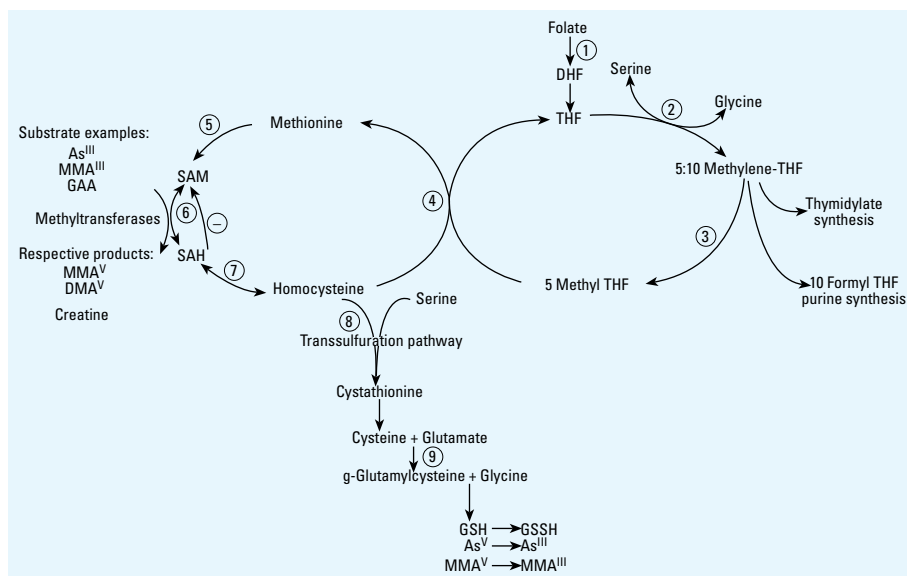 Folate
①
DHF
Serine
②
Glycine
THF
Substrate examples:
As^III
MMA^III
GAA
⑤
Methionine
SAM
5:10 Methylene-THF
Methyltransferases
⑥
−
④
Thymidylate
synthesis
③
Respective products:
MMA^V
DMA^V
Creatine
SAH
⑦
Homocysteine
Serine
5 Methyl THF
10 Formyl THF
purine synthesis
⑧
Transsulfuration pathway
Cystathionine
Cysteine + Glutamate
⑨
g-Glutamylcysteine + Glycine
GSH GSSH
As^V As^III
MMA^V MMA^III